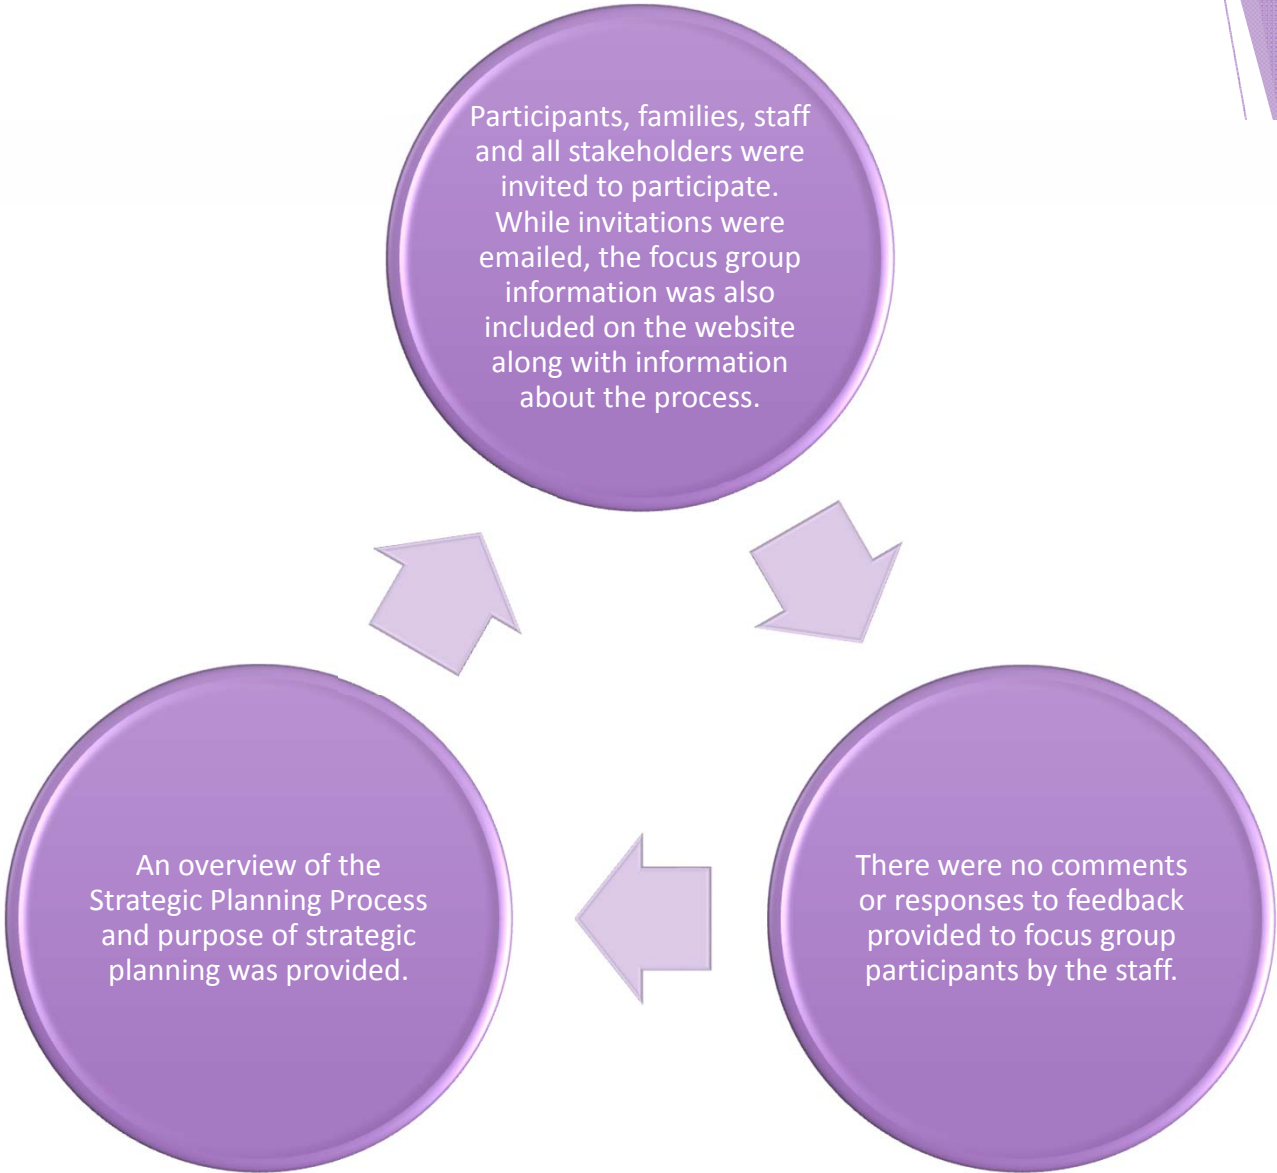 Participants, families, staff
and all stakeholders were
invited to participate.
While invitations were
emailed, the focus group
information was also
included on the website
along with information
about the process.
There were no comments
or responses to feedback
provided to focus group
participants by the staff.
An overview of the
Strategic Planning Process
and purpose of strategic
planning was provided.